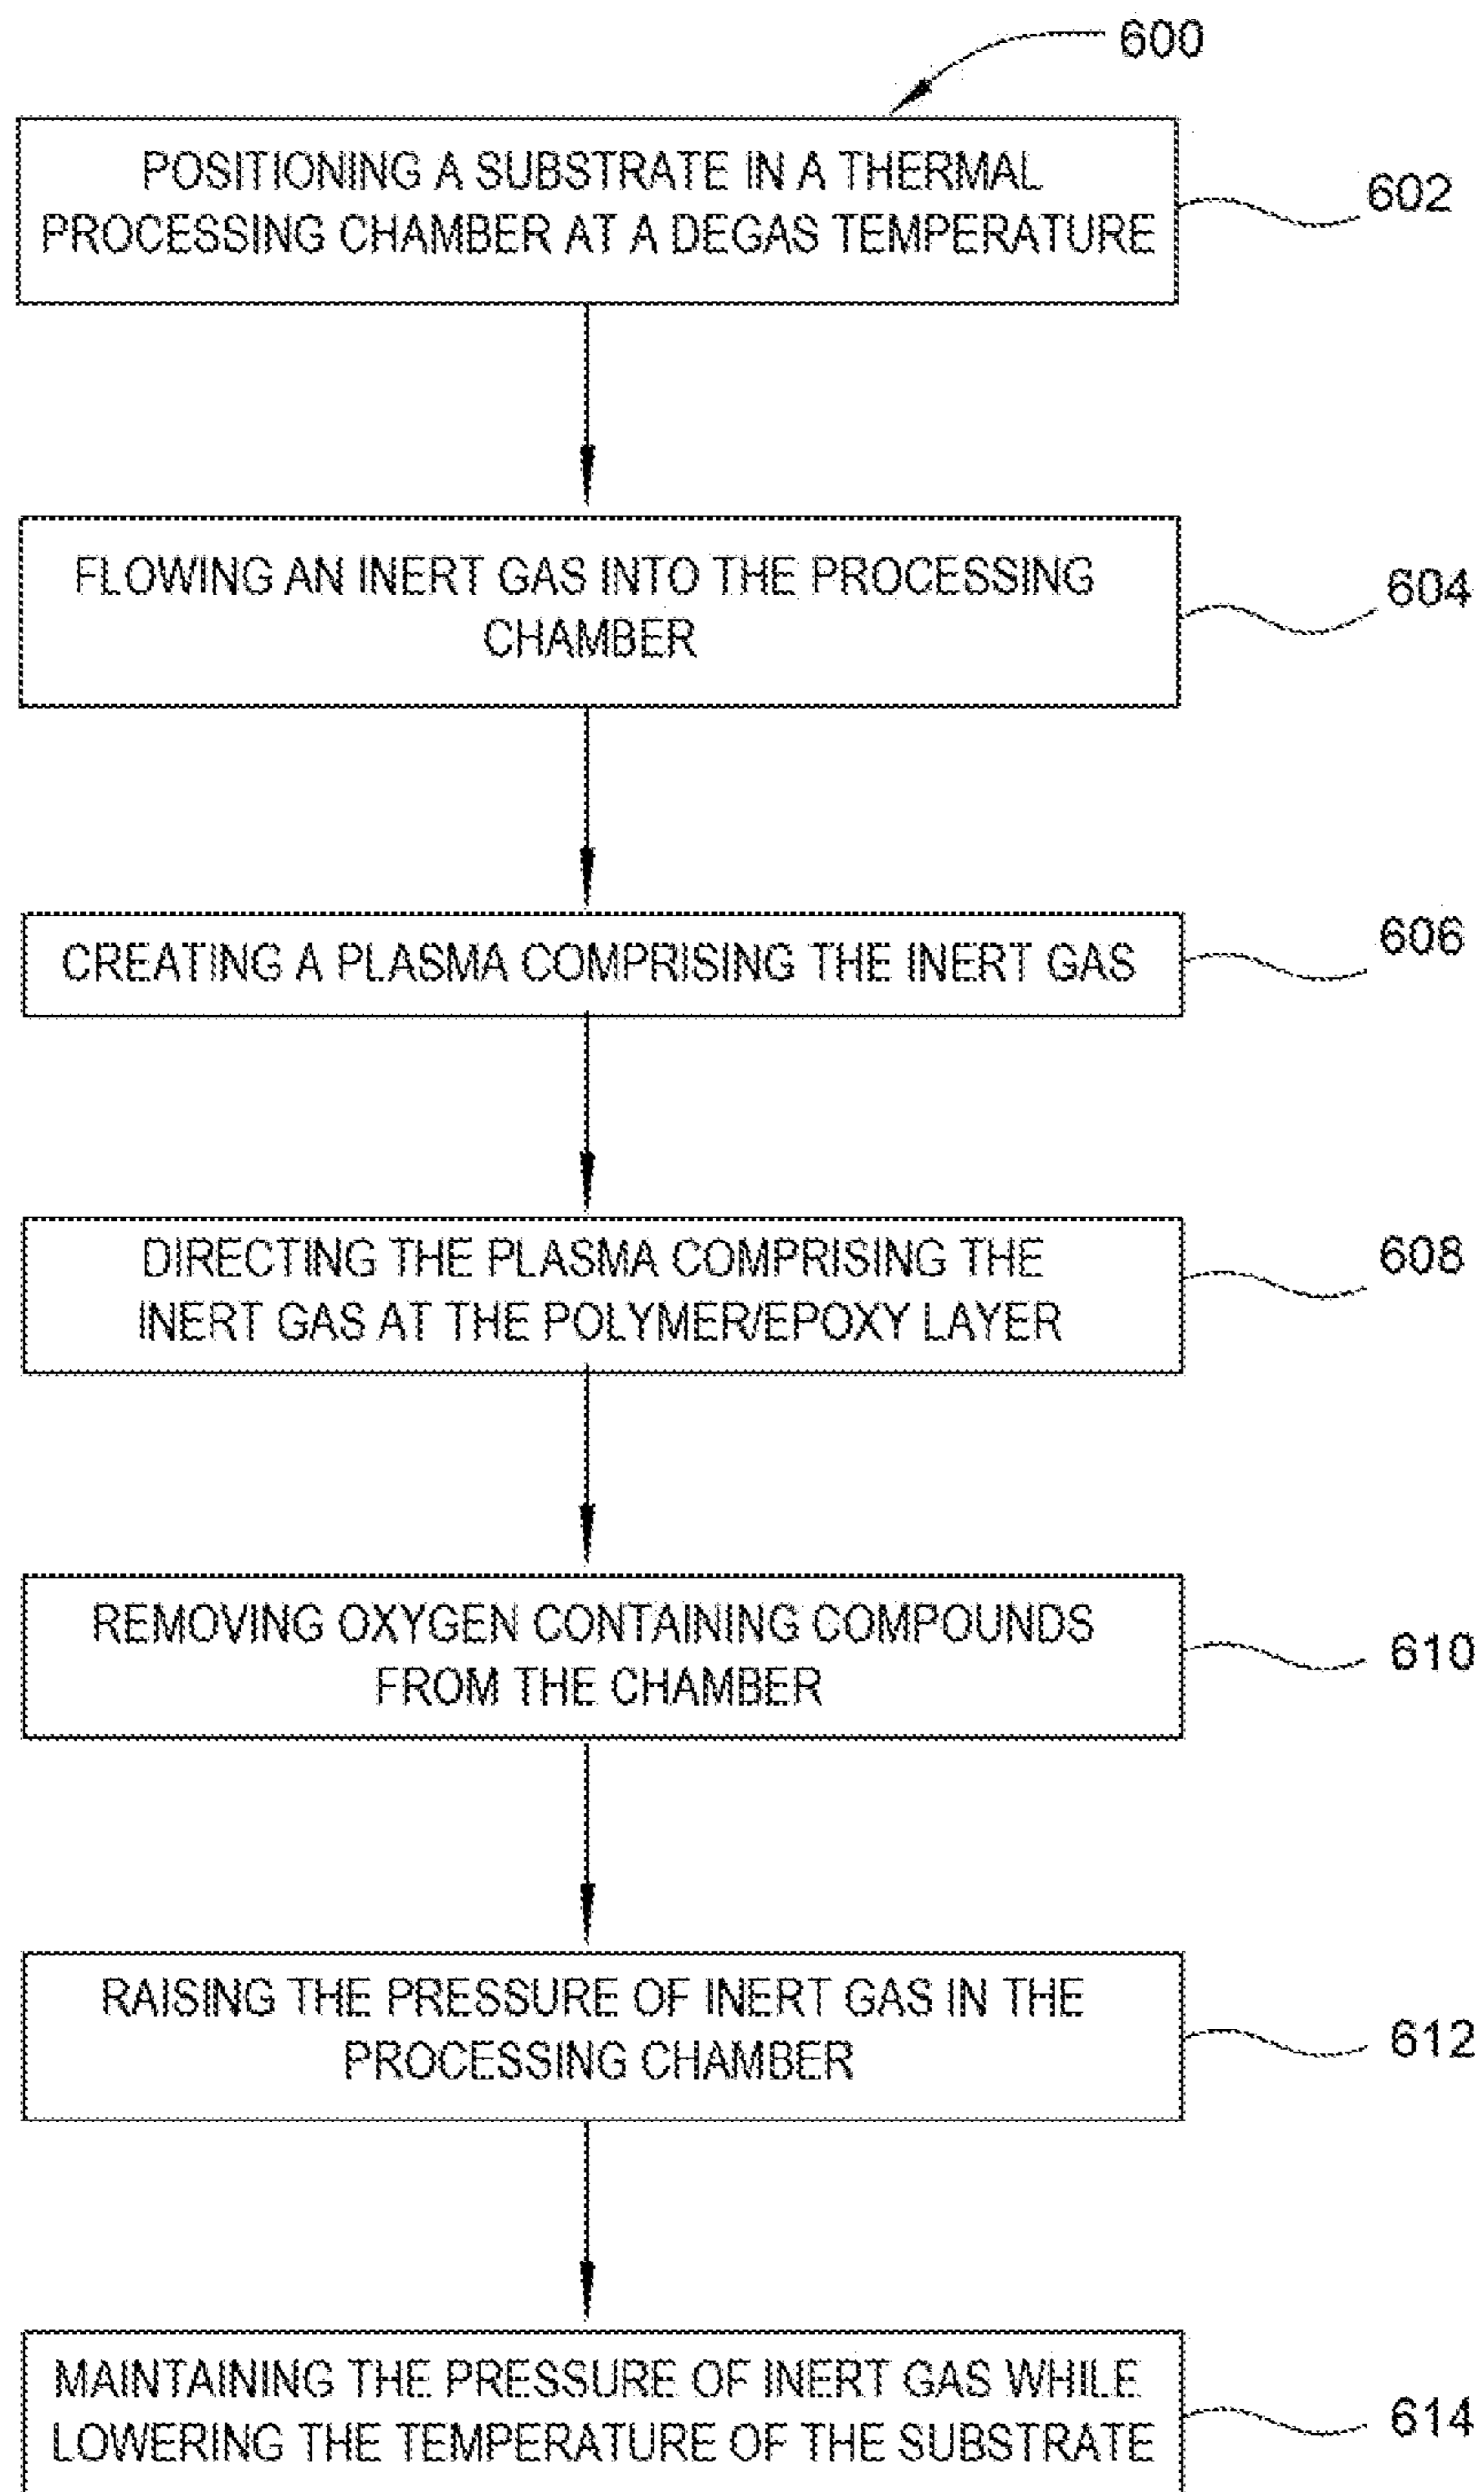 600
POSITIONING A SUBSTRATE IN A THERMAL
PROCESSING CHAMBER AT A DEGAS TEMPERATURE
602
FLOWING AN INERT GAS INTO THE PROCESSING
CHAMBER
604
CREATING A PLASMA COMPRISING THE INERT GAS
606
DIRECTING THE PLASMA COMPRISING THE
INERT GAS AT THE POLYMER/EPOXY LAYER
608
REMOVING OXYGEN CONTAINING COMPOUNDS
FROM THE CHAMBER
610
RAISING THE PRESSURE OF INERT GAS IN THE
PROCESSING CHAMBER
612
MAINTAINING THE PRESSURE OF INERT GAS WHILE
LOWERING THE TEMPERATURE OF THE SUBSTRATE
614